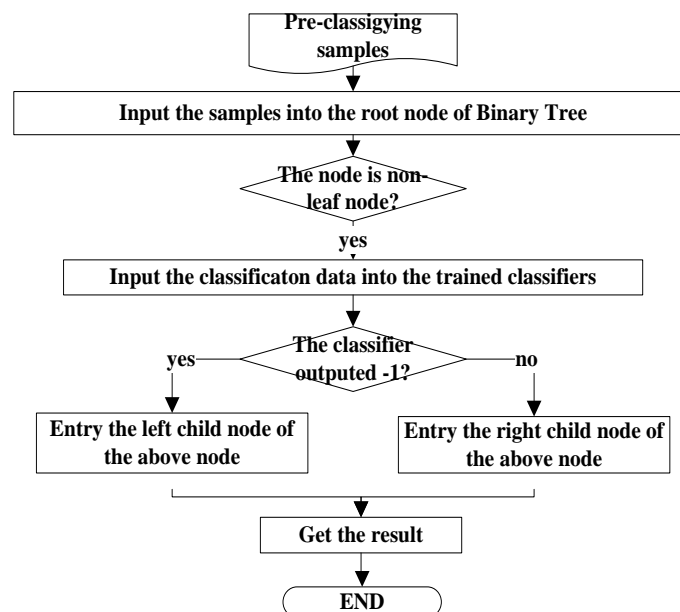 Pre-classigying
samples
Input the samples into the root node of Binary Tree
The node is non-
leaf node?
yes
Input the classificaton data into the trained classifiers
The classifier
outputed -1?
yes
no
Entry the left child node of
the above node
Entry the right child node of
the above node
Get the result
END